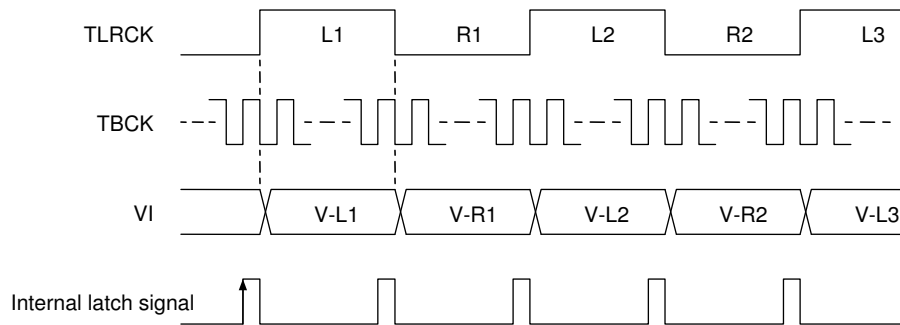 TLRCK L1 R1 L2 R2 L3
TBCK
VI V-L1 V-R1 V-L2 V-R2 V-L3
Internal latch signal